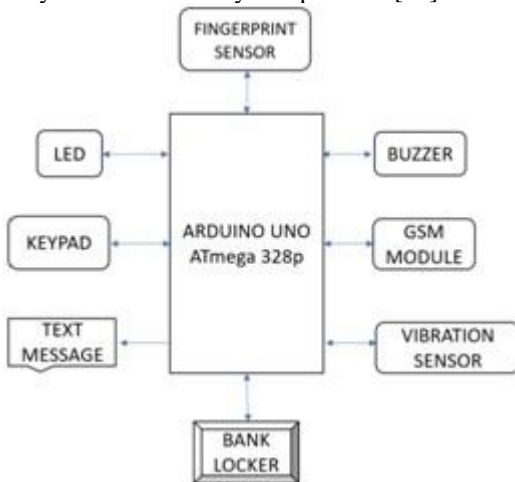 FINGERPRINT
SENSOR
LED
BUZZER
KEYPAD
ARDUINO UNO
ATmega 328p
GSM
MODULE
TEXT
MESSAGE
VIBRATION
SENSOR
BANK
LOCKER